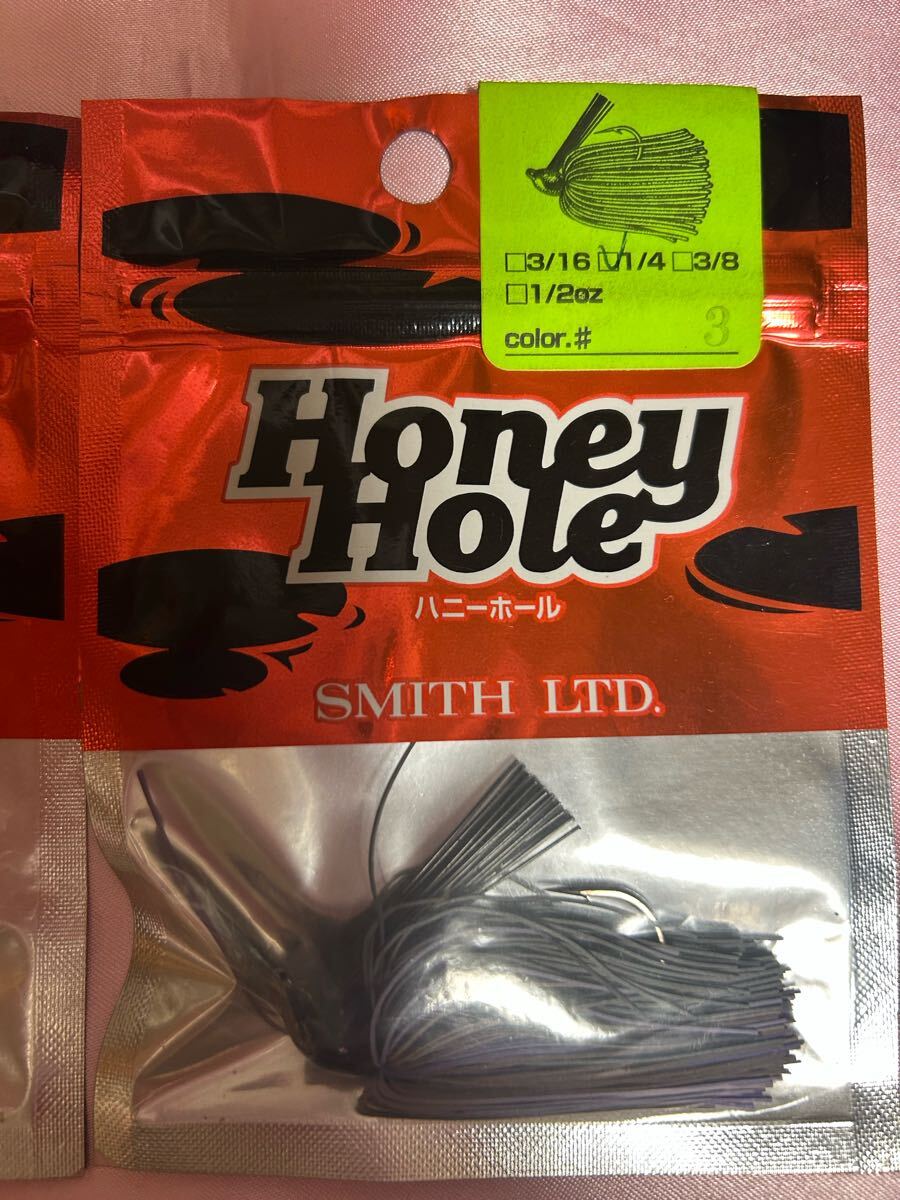 □3/16 □1/4 □3/8
□1/2oz
color.# 3
Honey
Hole
ハニーホール
SMITH LTD.